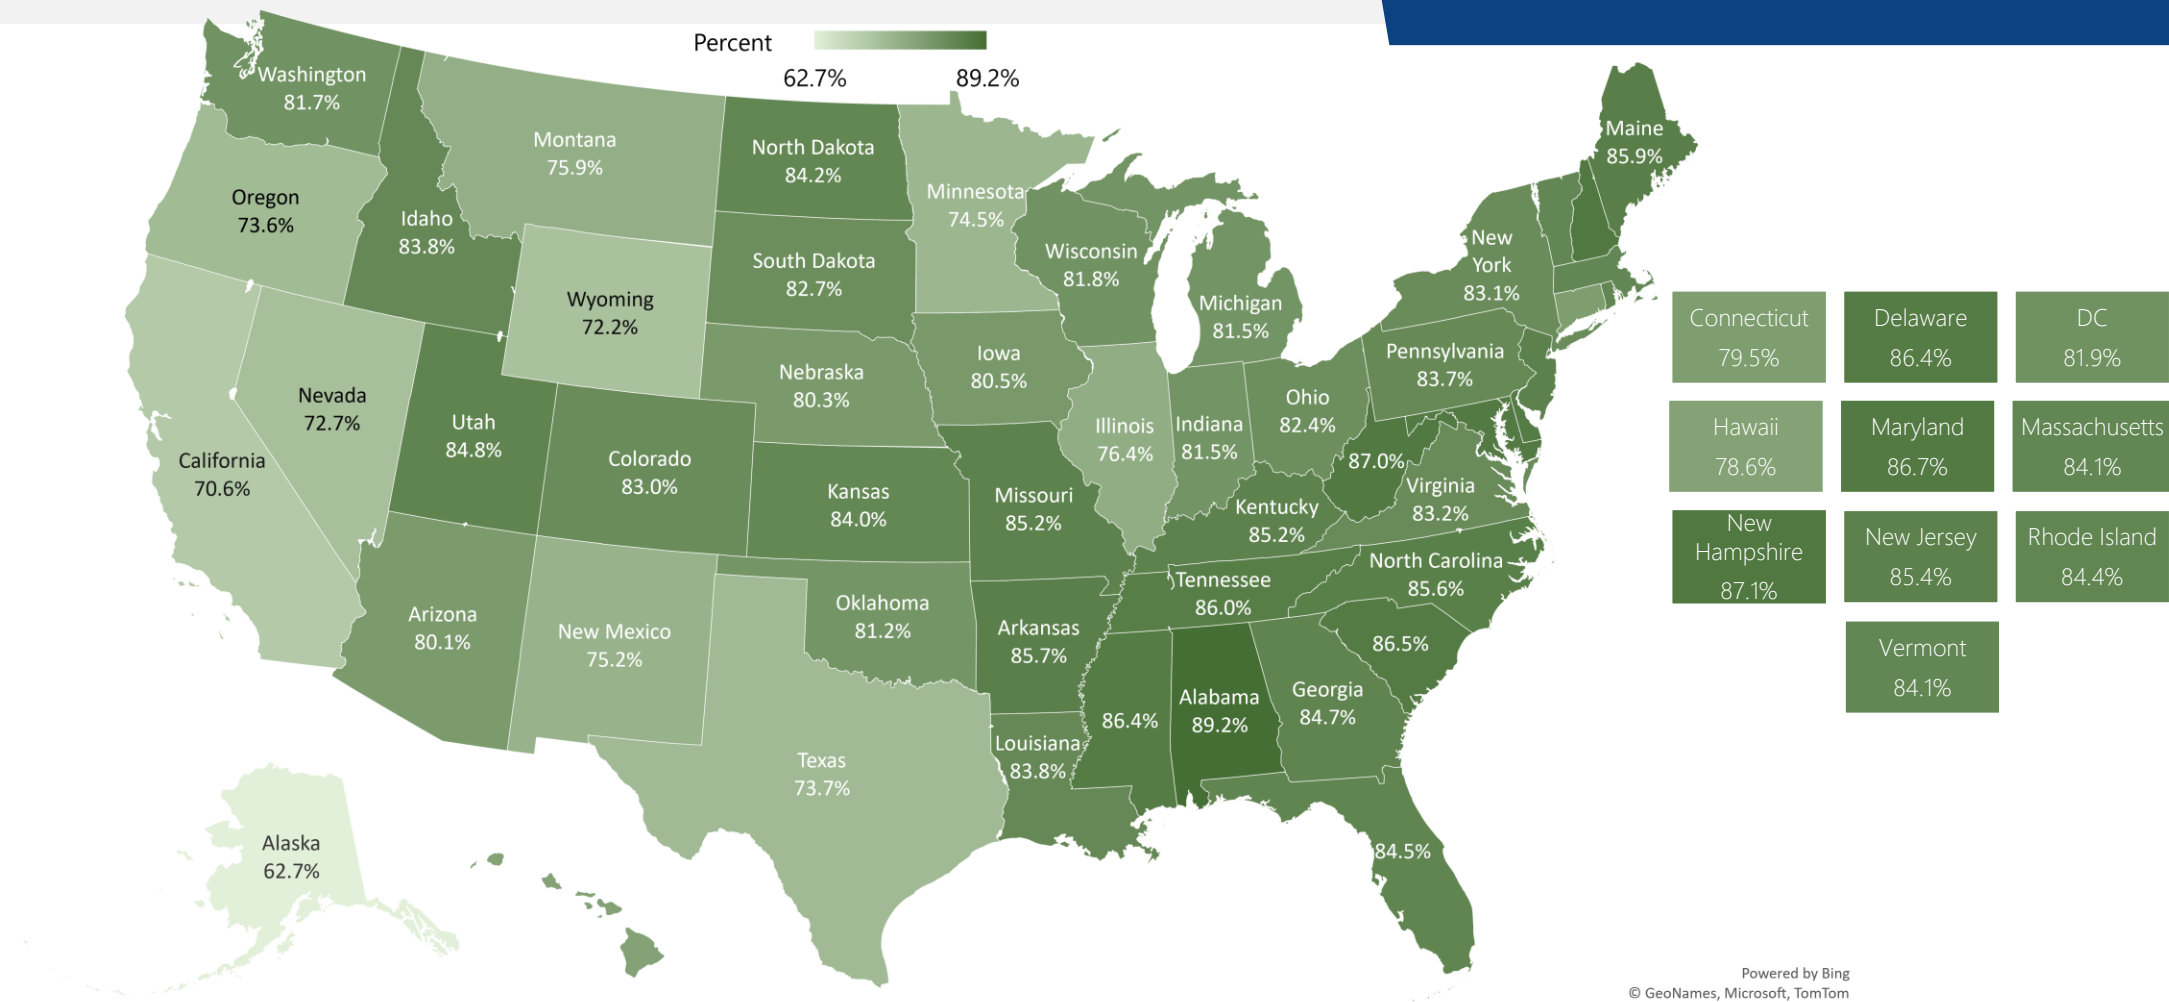 Percent
62.7% 89.2%
Washington
81.7%
Montana
75.9%
North Dakota
84.2%
Minnesota
74.5%
Maine
85.9%
Oregon
73.6%
Idaho
83.8%
South Dakota
82.7%
Wisconsin
81.8%
Michigan
81.5%
New
York
83.1%
Wyoming
72.2%
Nebraska
80.3%
Iowa
80.5%
Pennsylvania
83.7%
Nevada
72.7%
Utah
84.8%
Colorado
83.0%
Illinois
76.4%
Indiana
81.5%
Ohio
82.4%
87.0%
Virginia
83.2%
California
70.6%
Kansas
84.0%
Missouri
85.2%
Kentucky
85.2%
North Carolina
85.6%
Tennessee
86.0%
Arizona
80.1%
New Mexico
75.2%
Oklahoma
81.2%
Arkansas
85.7%
86.5%
86.4%
Alabama
89.2%
Georgia
84.7%
Louisiana
83.8%
Texas
73.7%
84.5%
Alaska
62.7%
Connecticut
79.5%
Delaware
86.4%
DC
81.9%
Hawaii
78.6%
Maryland
86.7%
Massachusetts
84.1%
New
Hampshire
87.1%
New Jersey
85.4%
Rhode Island
84.4%
Vermont
84.1%
Powered by Bing
© GeoNames, Microsoft, TomTom